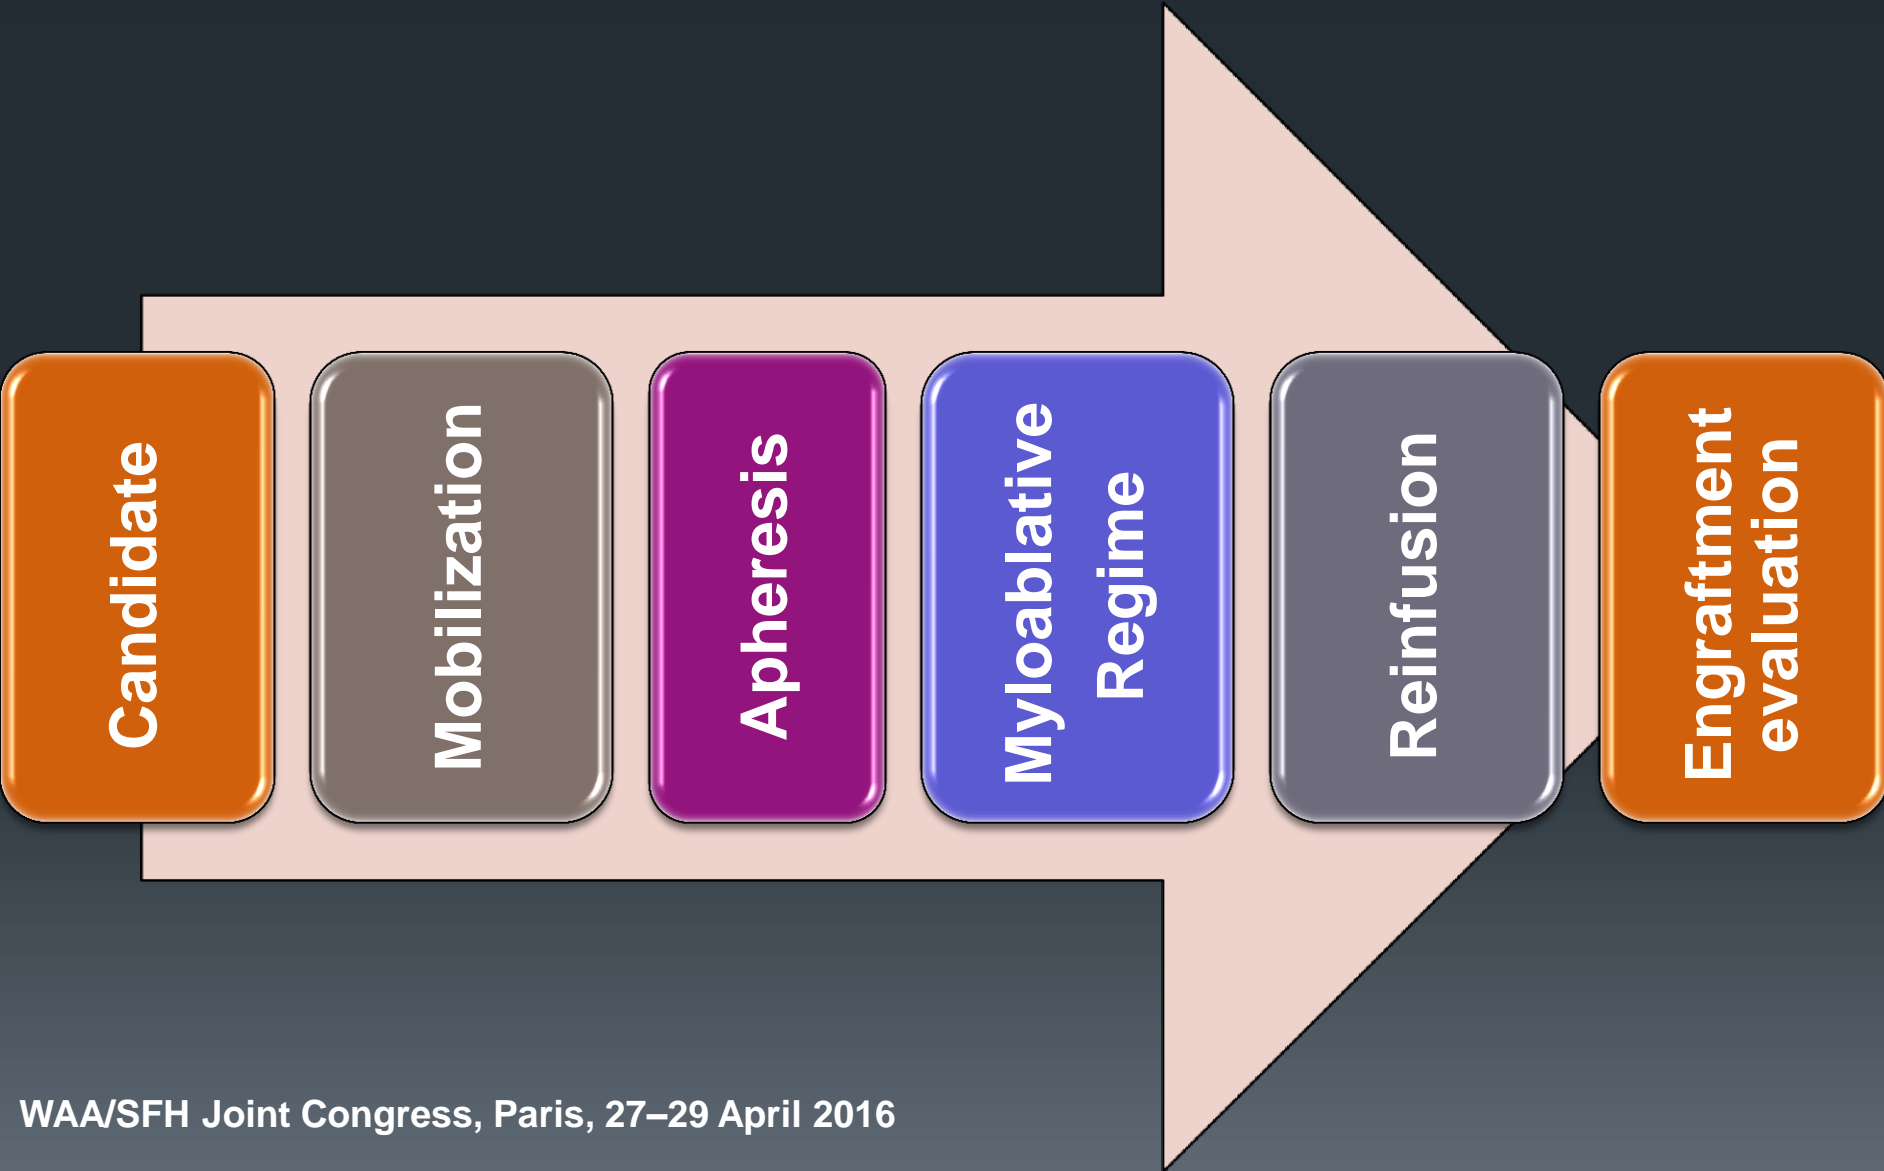 Candidate
Mobilization
Apheresis
Myloablative
Regime
Reinfusion
Engraftment
evaluation
WAA/SFH Joint Congress, Paris, 27–29 April 2016